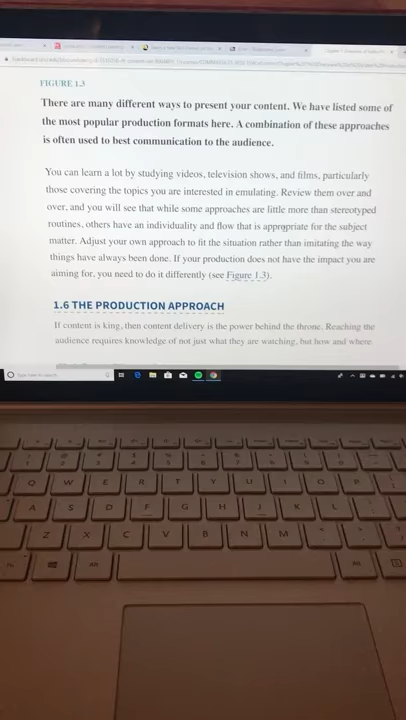 FIGURE 1.3
There are many different ways to present your content. We have listed some of
the most popular production formats here. A combination of these approaches
is often used to best communication to the audience.
You can learn a lot by studying videos, television shows, and films, particularly
those covering the topics you are interested in emulating. Review them over and
over, and you will see that while some approaches are little more than stereotyped
routines, others have an individuality and flow that is appropriate for the subject
matter. Adjust your own approach to fit the situation rather than imitating the way
things have always been done. If your production does not have the impact you are
aiming for, you need to do it differently (see Figure 1.3).
1.6 THE PRODUCTION APPROACH
If content is king, then content delivery is the power behind the throne. Reaching the
audience requires knowledge of not just what they are watching, but how and where
Type here to search
Q W E R T Y U I O P
A S D F G H J K L
Z X C V B N M
Fn Alt Alt